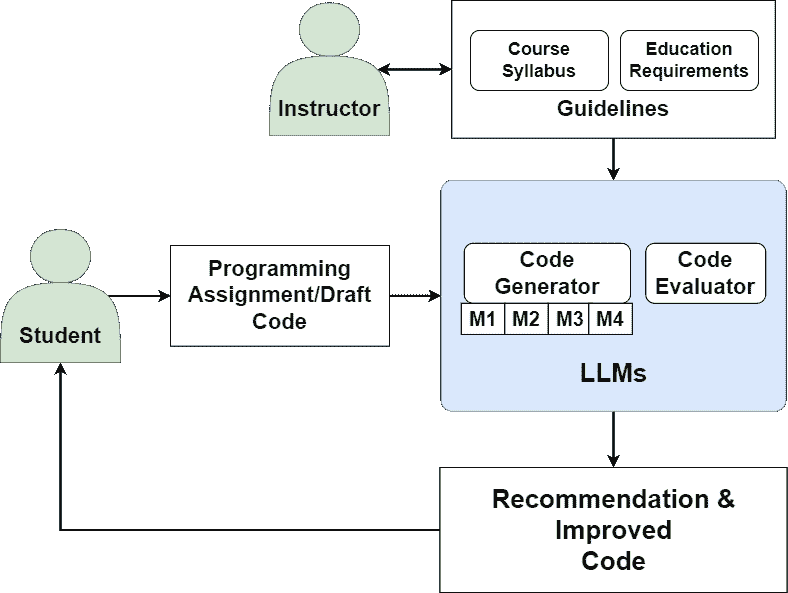 Course
Syllabus
Education
Requirements
Instructor
Guidelines
Programming
Assignment/Draft
Code
Student
Code
Generator
Code
Evaluator
M1 M2 M3 M4
LLMs
Recommendation &
Improved
Code